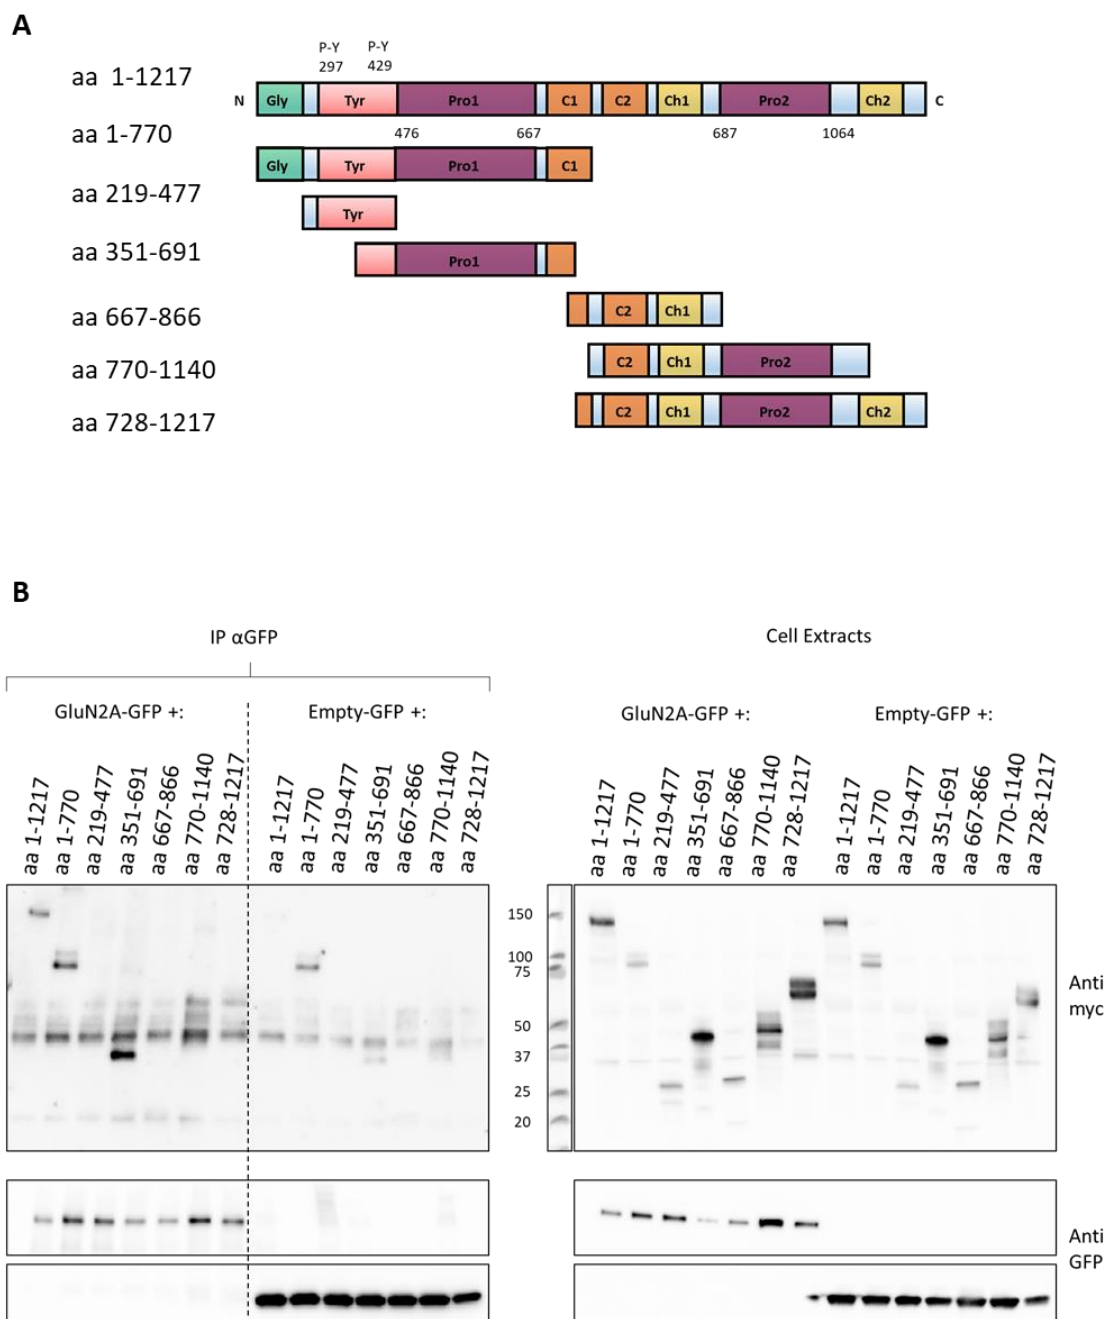 A
P-Y P-Y
297 429
aa 1-1217
N Gly Tyr Pro1 C1 C2 Ch1 Pro2 Ch2 C
aa 1-770
476 667 687 1064
Gly Tyr Pro1 C1
aa 219-477
Tyr
aa 351-691
Pro1
aa 667-866
C2 Ch1
aa 770-1140
C2 Ch1 Pro2
aa 728-1217
C2 Ch1 Pro2 Ch2
B
IP αGFP Cell Extracts
GluN2A-GFP +: Empty-GFP +: GluN2A-GFP +: Empty-GFP +:
aa 1-1217
aa 1-770
aa 219-477
aa 351-691
aa 667-866
aa 770-1140
aa 728-1217
aa 1-1217
aa 1-770
aa 219-477
aa 351-691
aa 667-866
aa 770-1140
aa 728-1217
aa 1-1217
aa 1-770
aa 219-477
aa 351-691
aa 667-866
aa 770-1140
aa 728-1217
aa 1-1217
aa 1-770
aa 219-477
aa 351-691
aa 667-866
aa 770-1140
aa 728-1217
150
100
75
50
37
25
20
Anti
myc
Anti
GFP